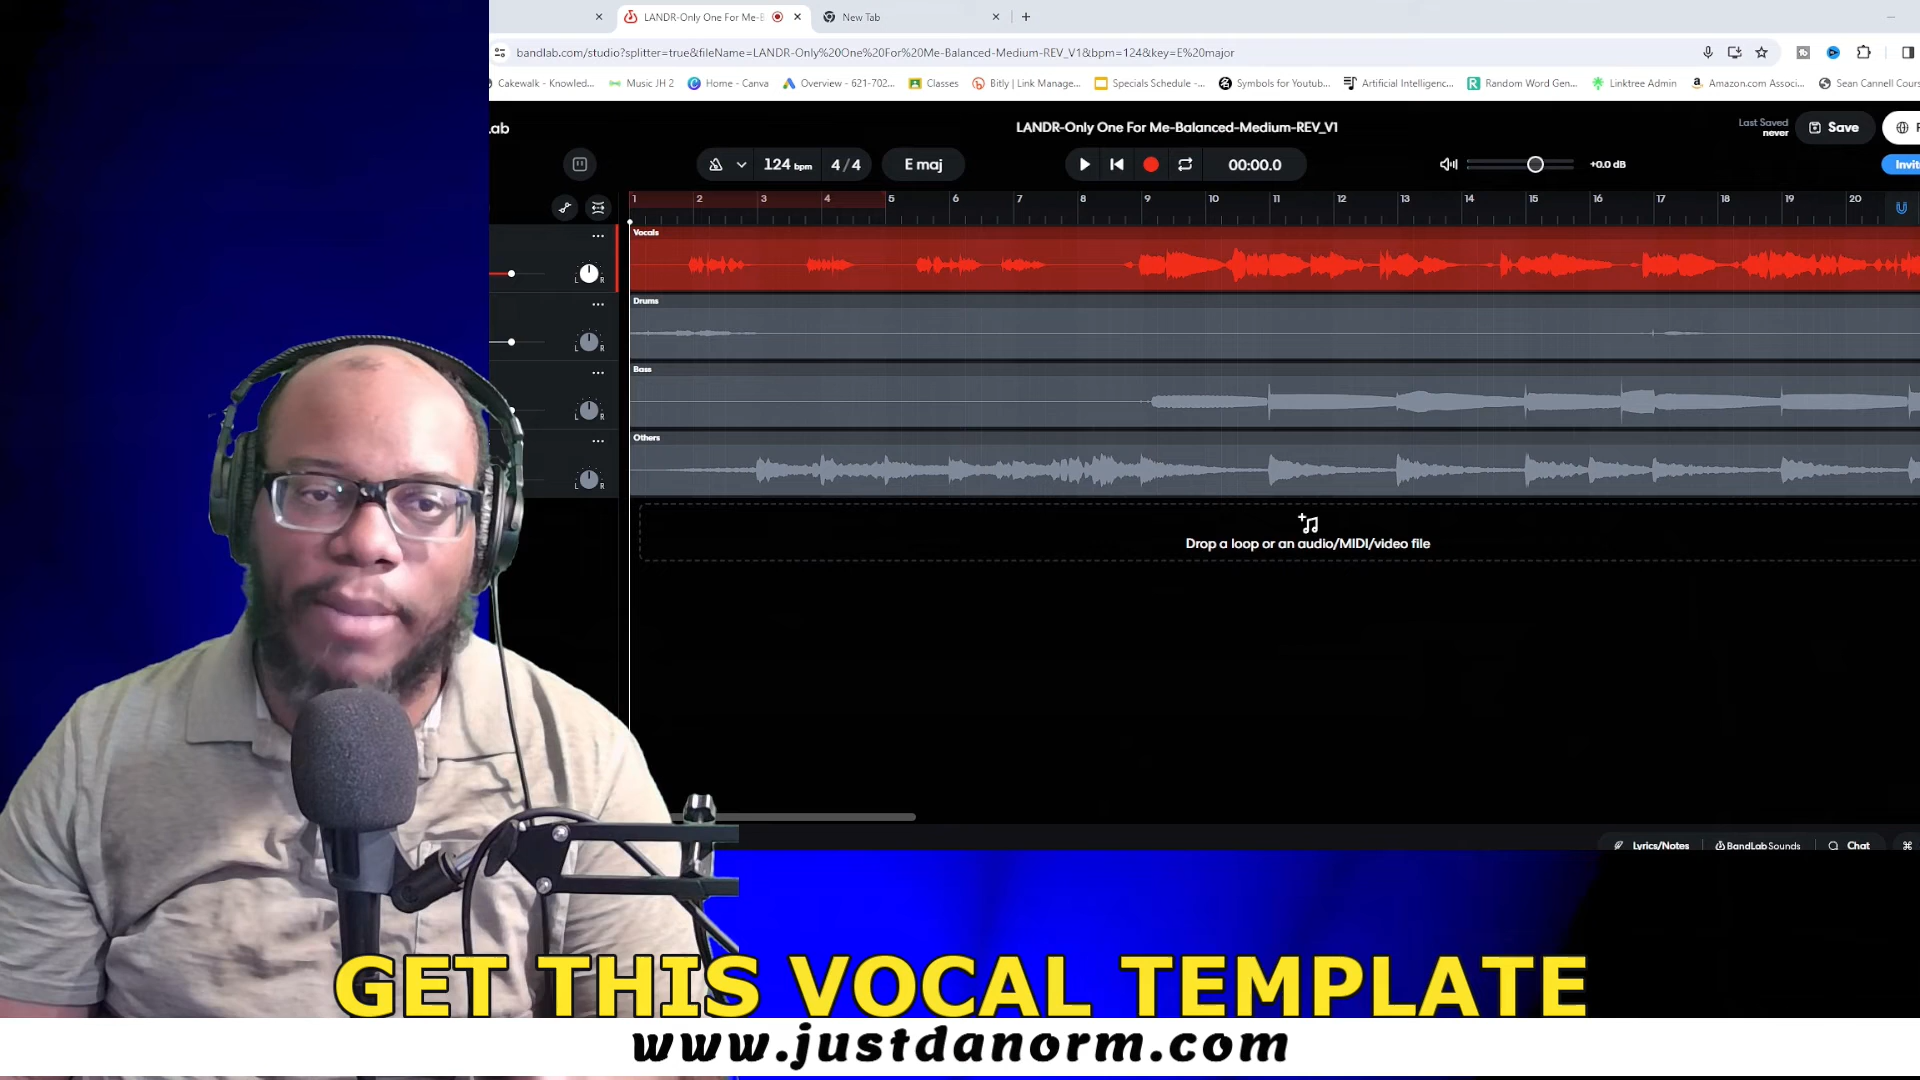 LANDR-Only One For Me-B
New Tab
bandlab.com/studio?splitter=true&fileName=LANDR-Only%20One%20For%20Me-Balanced-Medium-REV_V1&bpm=124&key=E%20major
Cakewalk - Knowled... Music JH 2 Home - Canva Overview - 621-702... Classes Bitly | Link Manage... Specials Schedule -... Symbols for Youtub... Artificial Intelligenc... Random Word Gen... Linktree Admin Amazon.com Associ... Sean Cannell Cours
Lab LANDR-Only One For Me-Balanced-Medium-REV_V1 Last Saved never Save
124 bpm 4/4 E maj 00:00.0 +0.0 dB Invite
1 2 3 4 5 6 7 8 9 10 11 12 13 14 15 16 17 18 19 20
Vocals
L R
Drums
L R
Bass
L R
Others
L R
Drop a loop or an audio/MIDI/video file
Lyrics/Notes BandLab Sounds Chat
GET THIS VOCAL TEMPLATE
www.justdanorm.com